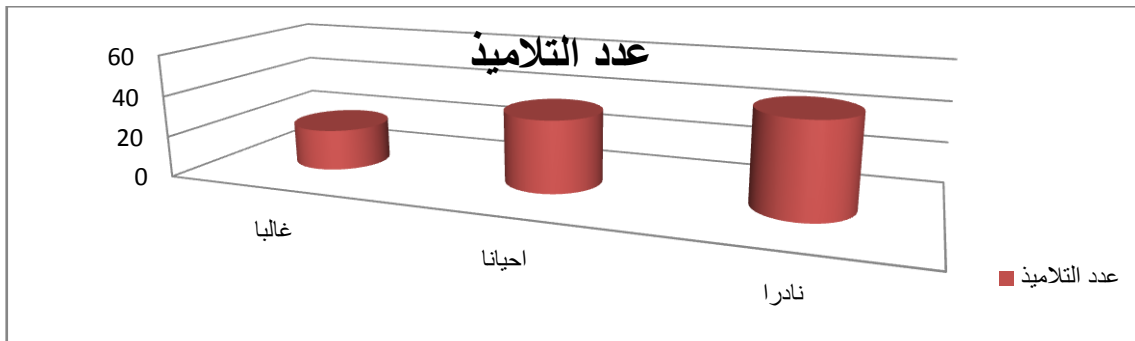 عدد التلاميذ
60
40
20
0
غالبا
احيانا
نادرا
عدد التلاميذ